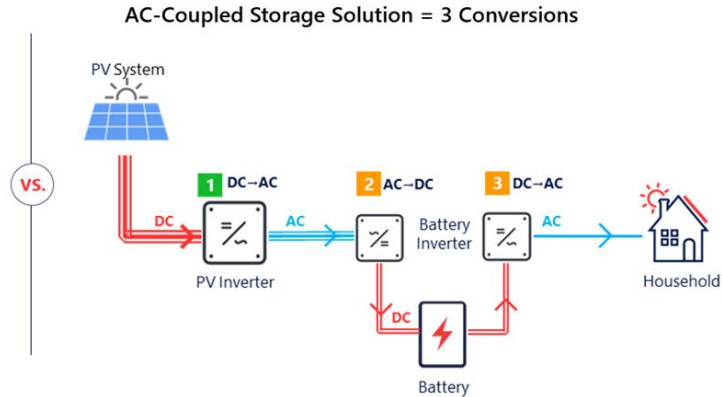 AC-Coupled Storage Solution = 3 Conversions
PV System
VS.
1 DC→AC
2 AC→DC
3 DC→AC
DC
AC
Battery
Inverter
AC
PV Inverter
Household
DC
Battery